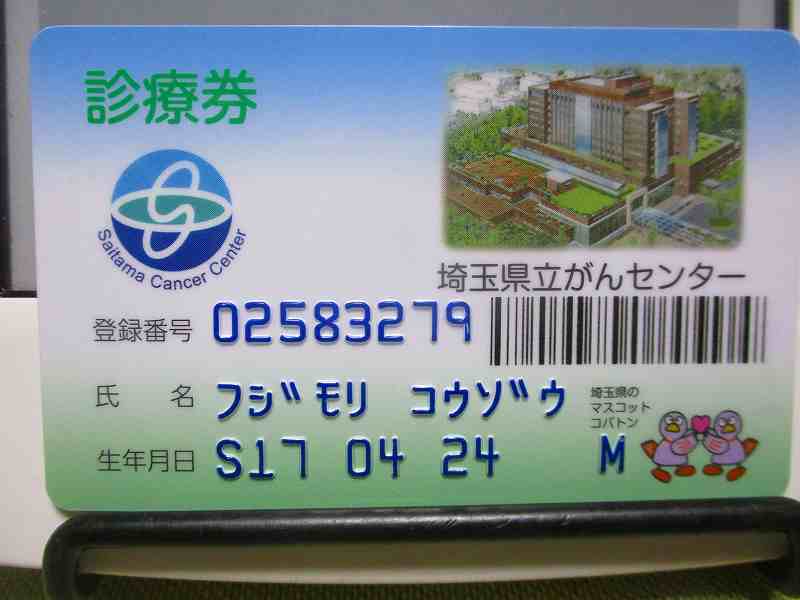 診療券
Saitama Cancer Center
埼玉県立がんセンター
登録番号 02583279
氏名 フジﾞモリ コウソﾞウ
埼玉県の
マスコット
コバトン
生年月日 S17 04 24 M